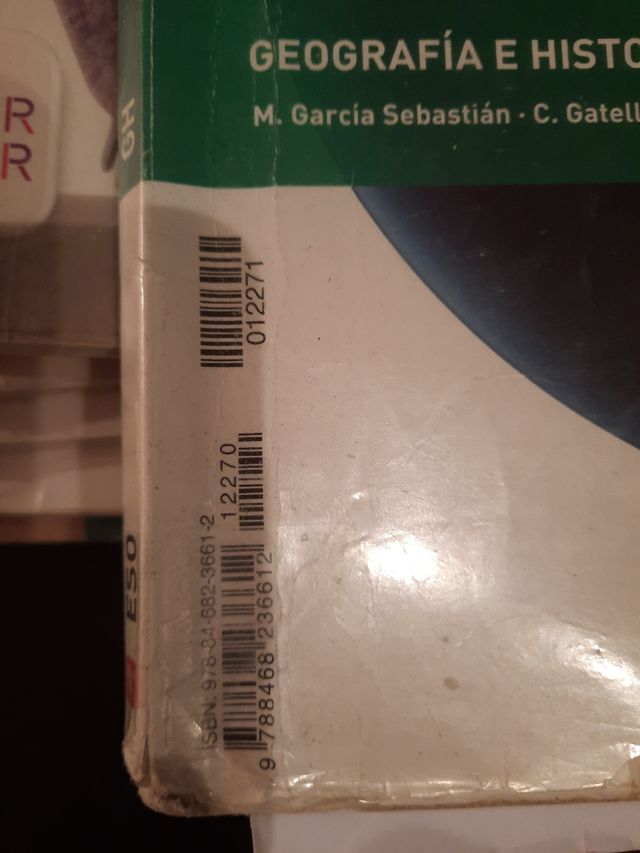 GEOGRAFÍA E HISTO
M. García Sebastián · C. Gatell
GH
R
R
012271
12270
ISBN: 978-84-682-3661-2
9 788468 236612
ESO